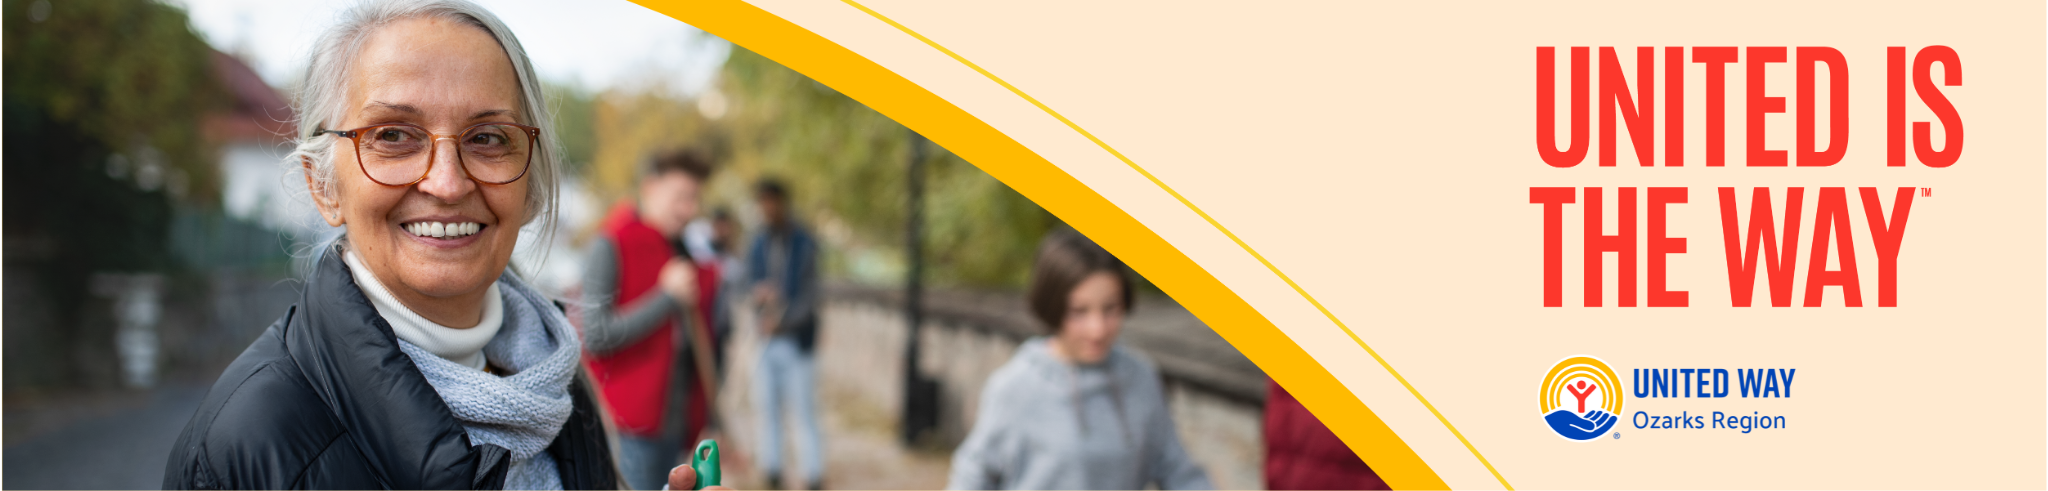 UNITED IS
THE WAY™
UNITED WAY
Ozarks Region
®